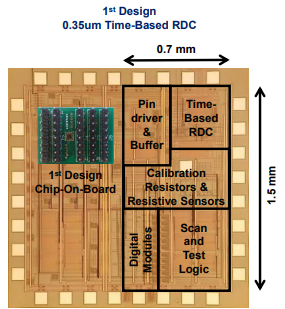 1st Design
0.35um Time-Based RDC
0.7 mm
Pin
driver
&
Buffer
Time-
Based
RDC
1st Design
Chip-On-Board
Calibration
Resistors &
Resistive Sensors
Digital
Modules
Scan
and
Test
Logic
1.5 mm